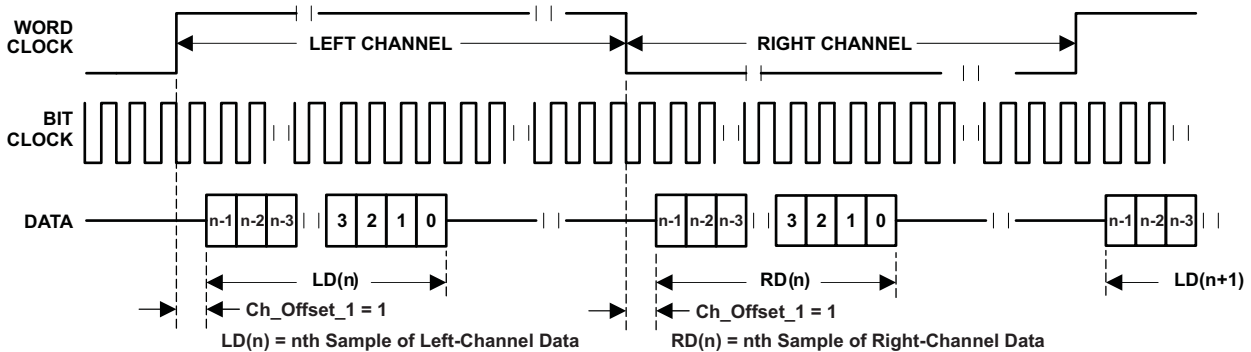 WORD
CLOCK
LEFT CHANNEL
RIGHT CHANNEL
BIT
CLOCK
DATA
n-1 n-2 n-3 3 2 1 0
n-1 n-2 n-3 3 2 1 0
n-1 n-2 n-3
LD(n)
RD(n)
LD(n+1)
Ch_Offset_1 = 1
Ch_Offset_1 = 1
LD(n) = nth Sample of Left-Channel Data
RD(n) = nth Sample of Right-Channel Data